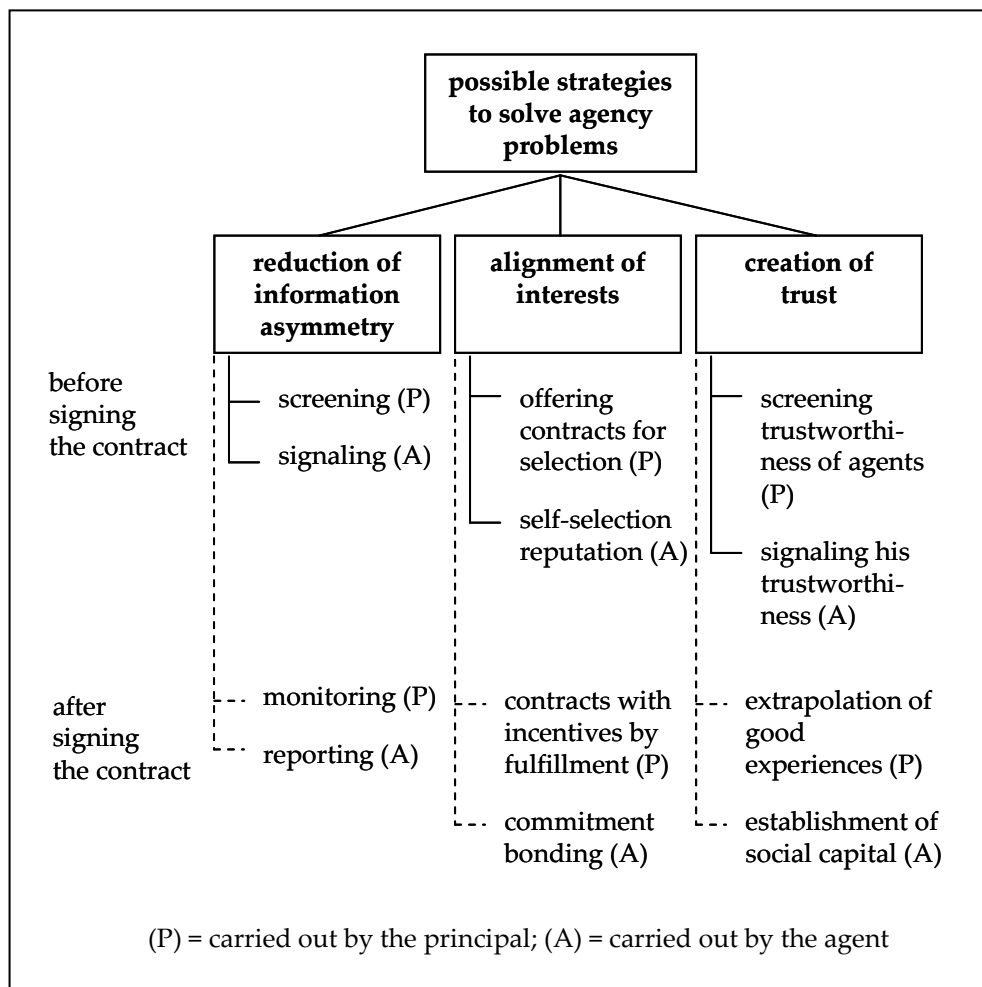 possible strategies
to solve agency
problems
reduction of
information
asymmetry
alignment of
interests
creation of
trust
before
signing
the contract
screening (P)
signaling (A)
offering
contracts for
selection (P)
self-selection
reputation (A)
screening
trustworthi-
ness of agents
(P)
signaling his
trustworthi-
ness (A)
after
signing
the contract
monitoring (P)
reporting (A)
contracts with
incentives by
fulfillment (P)
commitment
bonding (A)
extrapolation of
good
experiences (P)
establishment of
social capital (A)
(P) = carried out by the principal; (A) = carried out by the agent